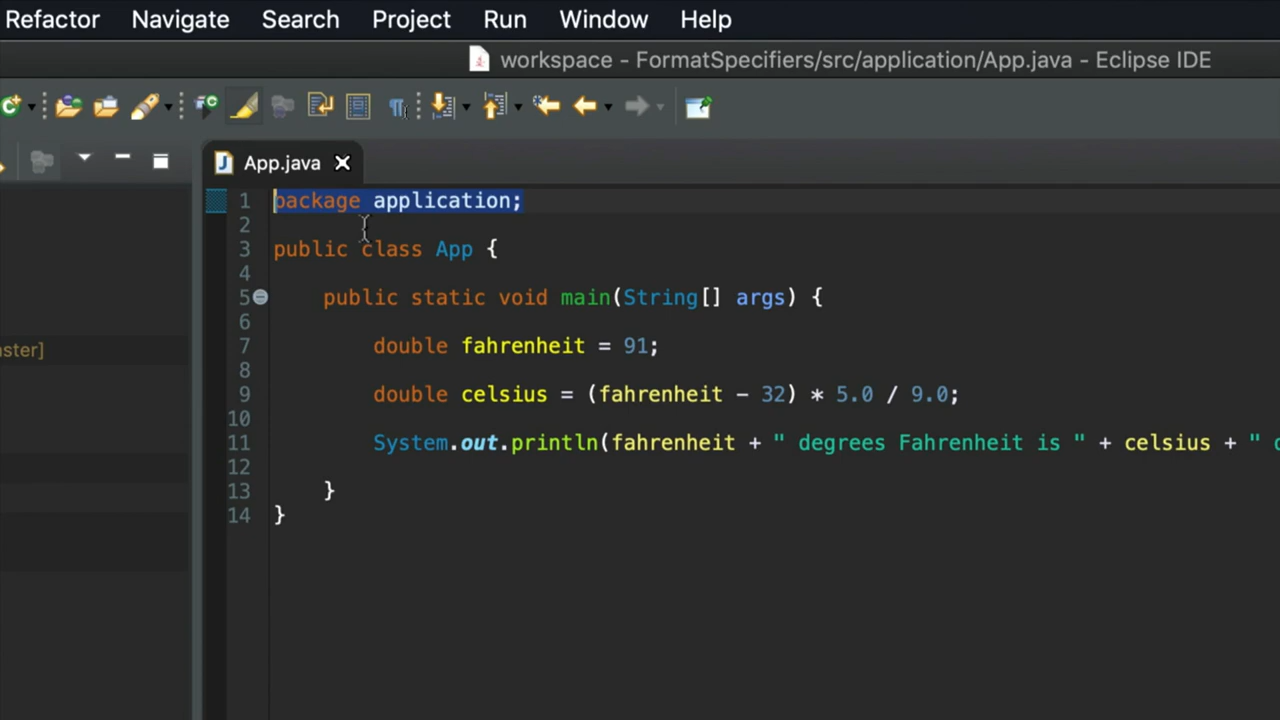 Refactor Navigate Search Project Run Window Help
workspace - FormatSpecifiers/src/application/App.java - Eclipse IDE
App.java
1 package application;
2
3 public class App {
4
5 public static void main(String[] args) {
6
7 double fahrenheit = 91;
8
9 double celsius = (fahrenheit - 32) * 5.0 / 9.0;
10
11 System.out.println(fahrenheit + " degrees Fahrenheit is " + celsius + "
12
13 }
14 }